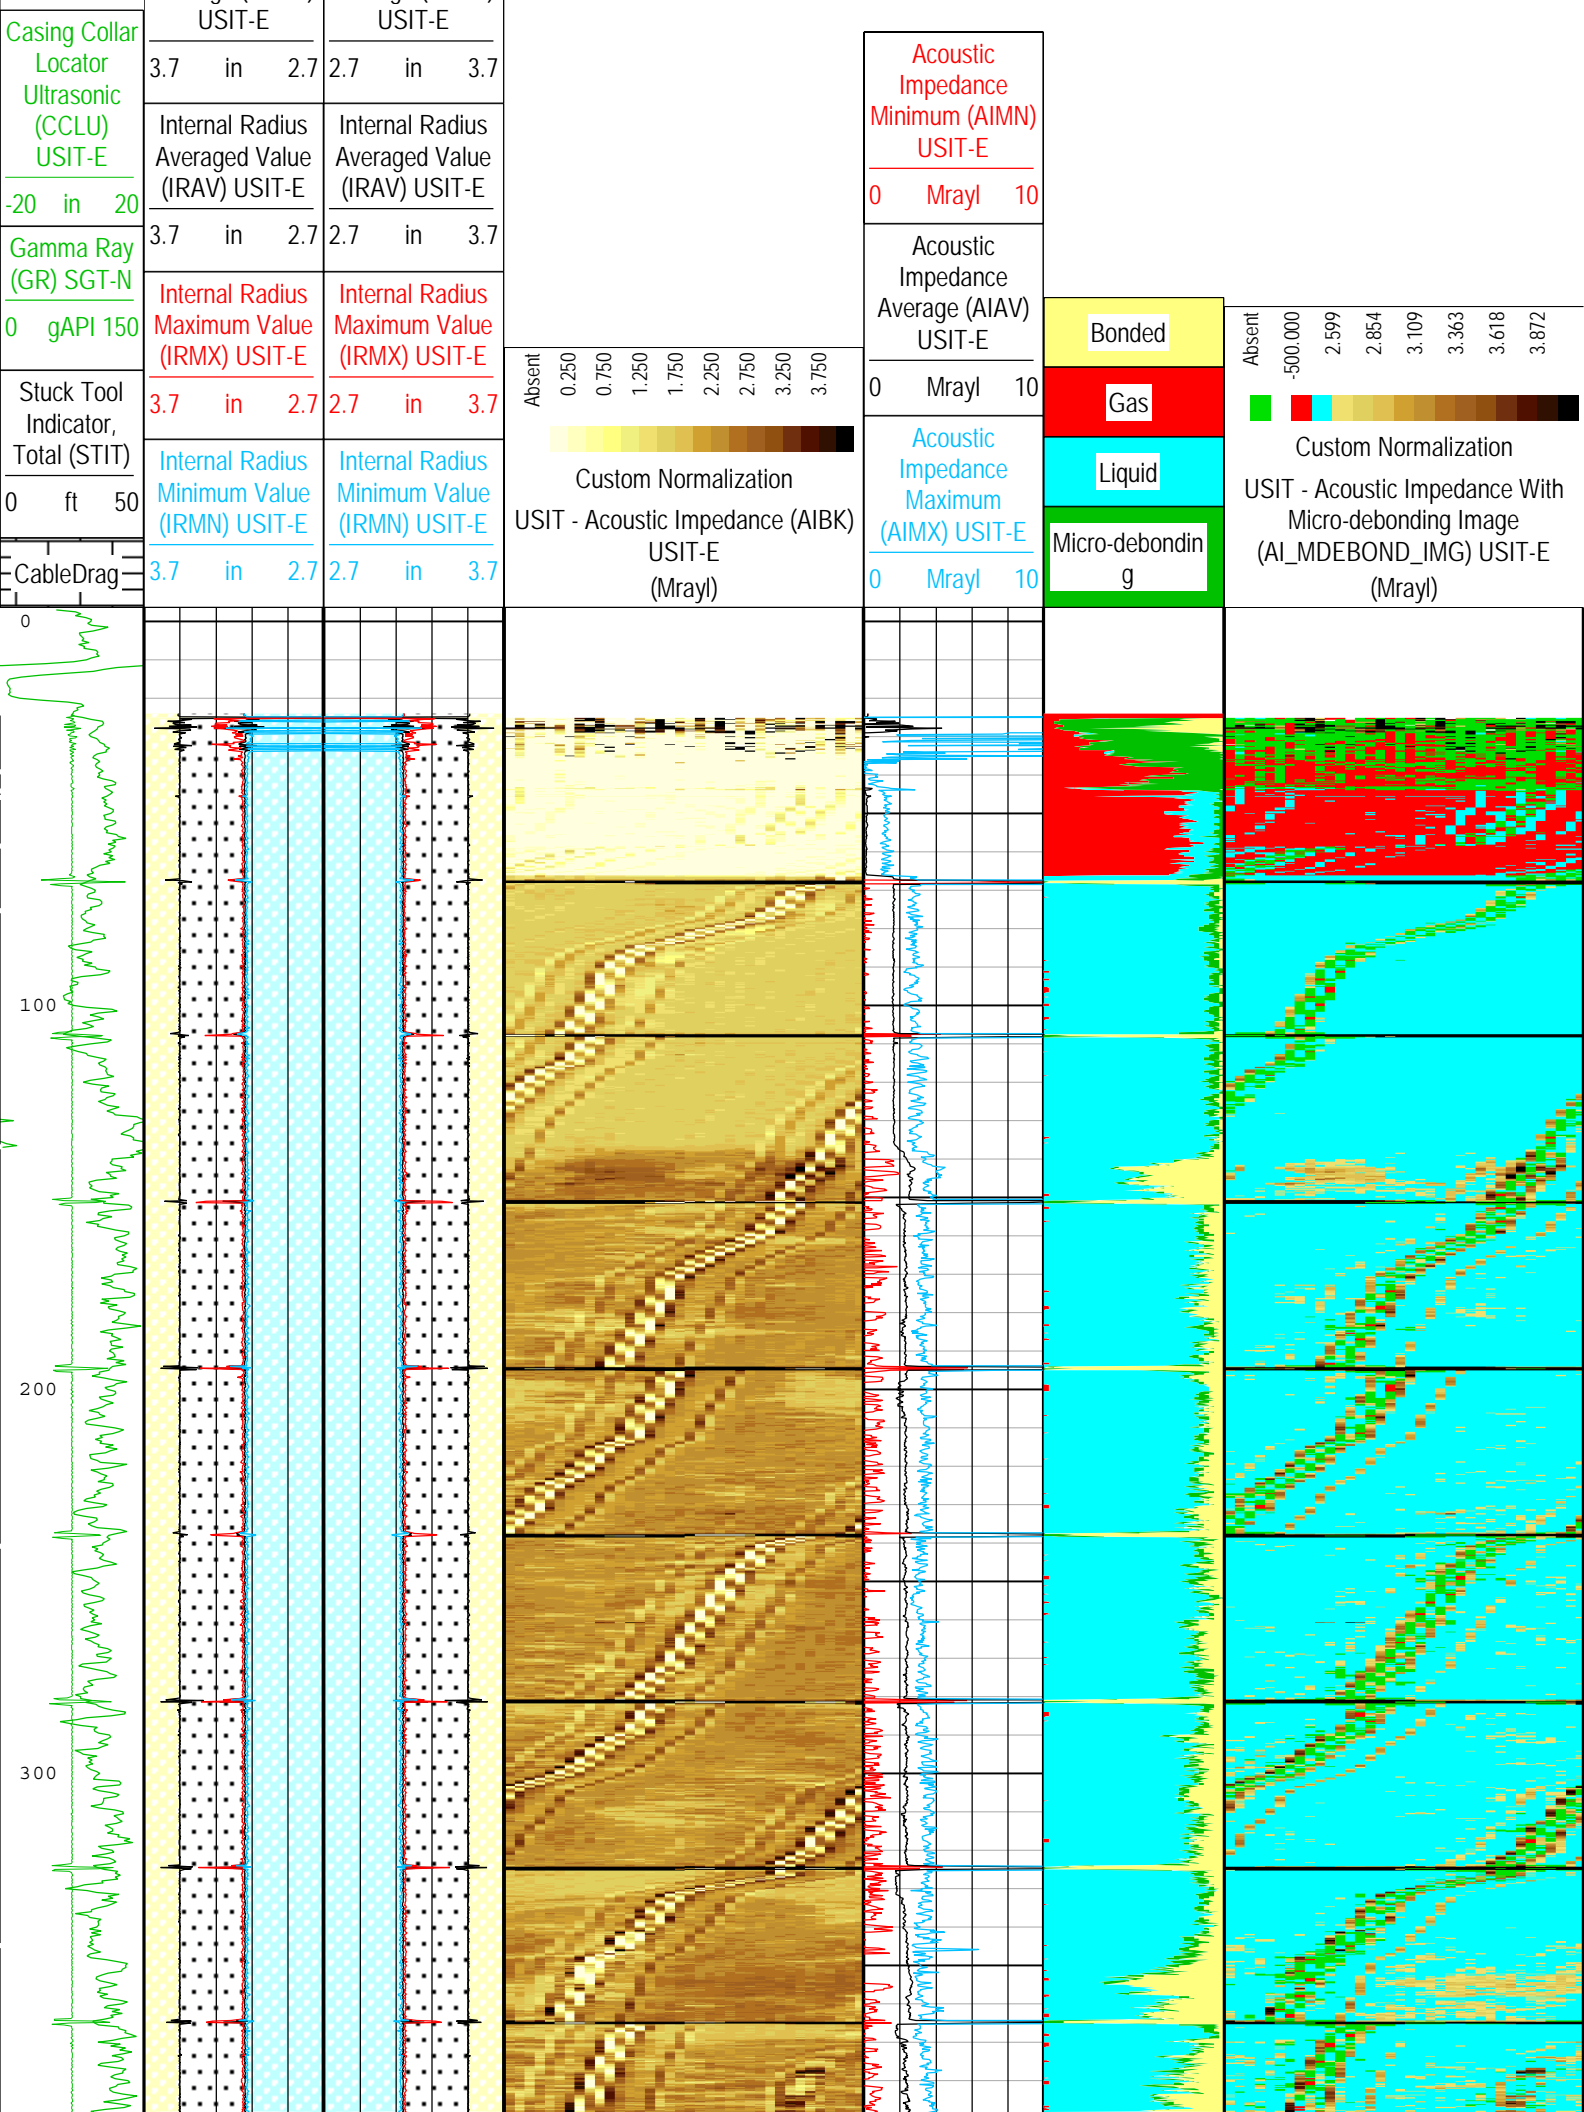 Casing Collar
Locator
Ultrasonic
(CCLU)
USIT-E
-20 in 20
Gamma Ray
(GR) SGT-N
0 gAPI 150
Stuck Tool
Indicator,
Total (STIT)
0 ft 50
CableDrag
USIT-E
3.7 in 2.7
Internal Radius
Averaged Value
(IRAV) USIT-E
3.7 in 2.7
Internal Radius
Maximum Value
(IRMX) USIT-E
3.7 in 2.7
Internal Radius
Minimum Value
(IRMN) USIT-E
3.7 in 2.7
USIT-E
2.7 in 3.7
Internal Radius
Averaged Value
(IRAV) USIT-E
2.7 in 3.7
Internal Radius
Maximum Value
(IRMX) USIT-E
2.7 in 3.7
Internal Radius
Minimum Value
(IRMN) USIT-E
2.7 in 3.7
Absent
0.250
0.750
1.250
1.750
2.250
2.750
3.250
3.750
Custom Normalization
USIT - Acoustic Impedance (AIBK)
USIT-E
(Mrayl)
Acoustic
Impedance
Minimum (AIMN)
USIT-E
0 Mrayl 10
Acoustic
Impedance
Average (AIAV)
USIT-E
0 Mrayl 10
Acoustic
Impedance
Maximum
(AIMX) USIT-E
0 Mrayl 10
Bonded
Gas
Liquid
Micro-debondin
g
Absent
-500.000
2.599
2.854
3.109
3.363
3.618
3.872
Custom Normalization
USIT - Acoustic Impedance With
Micro-debonding Image
(AI_MDEBOND_IMG) USIT-E
(Mrayl)
0
100
200
300